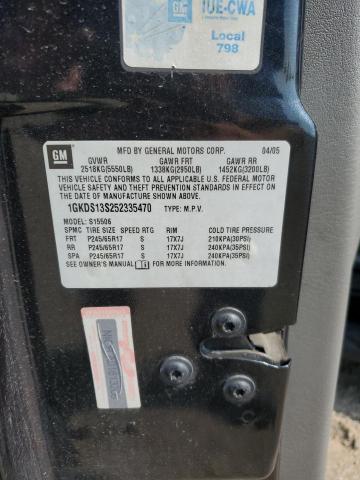 IUE-CWA
Local
798
GM
MFD BY GENERAL MOTORS CORP. 04/05
GVWR GAWR FRT GAWR RR
2518KG(5550LB) 1338KG(2950LB) 1452KG(3200LB)
THIS VEHICLE CONFORMS TO ALL APPLICABLE U.S. FEDERAL MOTOR
VEHICLE SAFETY AND THEFT PREVENTION STANDARDS IN EFFECT ON
THE DATE OF MANUFACTURE SHOWN ABOVE.
1GKDS13S252335470 TYPE: M.P.V.
MODEL: S15506
SPMC TIRE SIZE SPEED RTG RIM COLD TIRE PRESSURE
FRT P245/65R17 S 17X7J 210KPA(30PSI)
RR P245/65R17 S 17X7J 240KPA(35PSI)
SPA P245/65R17 S 17X7J 240KPA(35PSI)
SEE OWNER'S MANUAL FOR MORE INFORMATION.